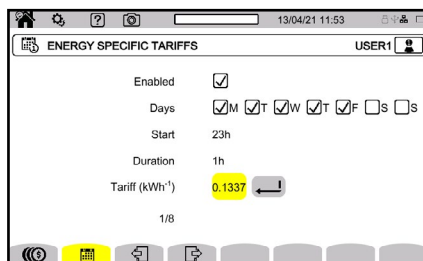 ? 13/04/21 11:53
ENERGY SPECIFIC TARIFFS USER1
Enabled
Days M T W T F S S
Start 23h
Duration 1h
Tariff (kWh⁻¹) 0.1337
1/8
$